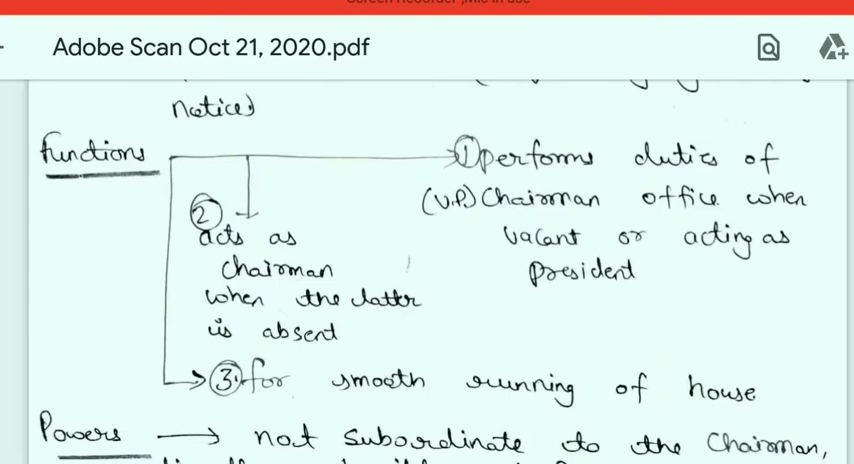 Adobe Scan Oct 21, 2020.pdf
notice)
Functions
① performs duties of
(V.P.) Chairman office when
vacant or acting as
president
②
acts as
chairman
when the latter
is absent
③. for smooth running of house
Powers → not subordinate to the Chairman,